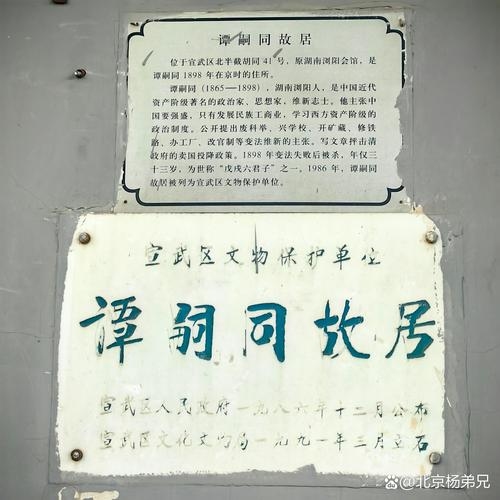 谭嗣同故居
位于宣武区北半截胡同41号,原湖南浏阳会馆,是
谭嗣同1898年在京时的住所。
谭嗣同(1865—1898),湖南浏阳人,是中国近代
资产阶级著名的政治家、思想家,维新志士。他主张中
国要强盛,只有发展民族工商业,学习西方资产阶级的
政治制度。公开提出废科举、兴学校、开矿藏、修铁
路、办工厂、改官制等变法维新的主张。写文章抨击清
政府的卖国投降政策。1898年变法失败后被杀,年仅三
十三岁,为世称“戊戌六君子”之一。1986年,谭嗣同
故居被列为宣武区文物保护单位。
宣武区文物保护单位
谭嗣同故居
宣武区人民政府一九八六年十二月公布
宣武区文化文物局一九九一年三月立石
@北京杨弟兄